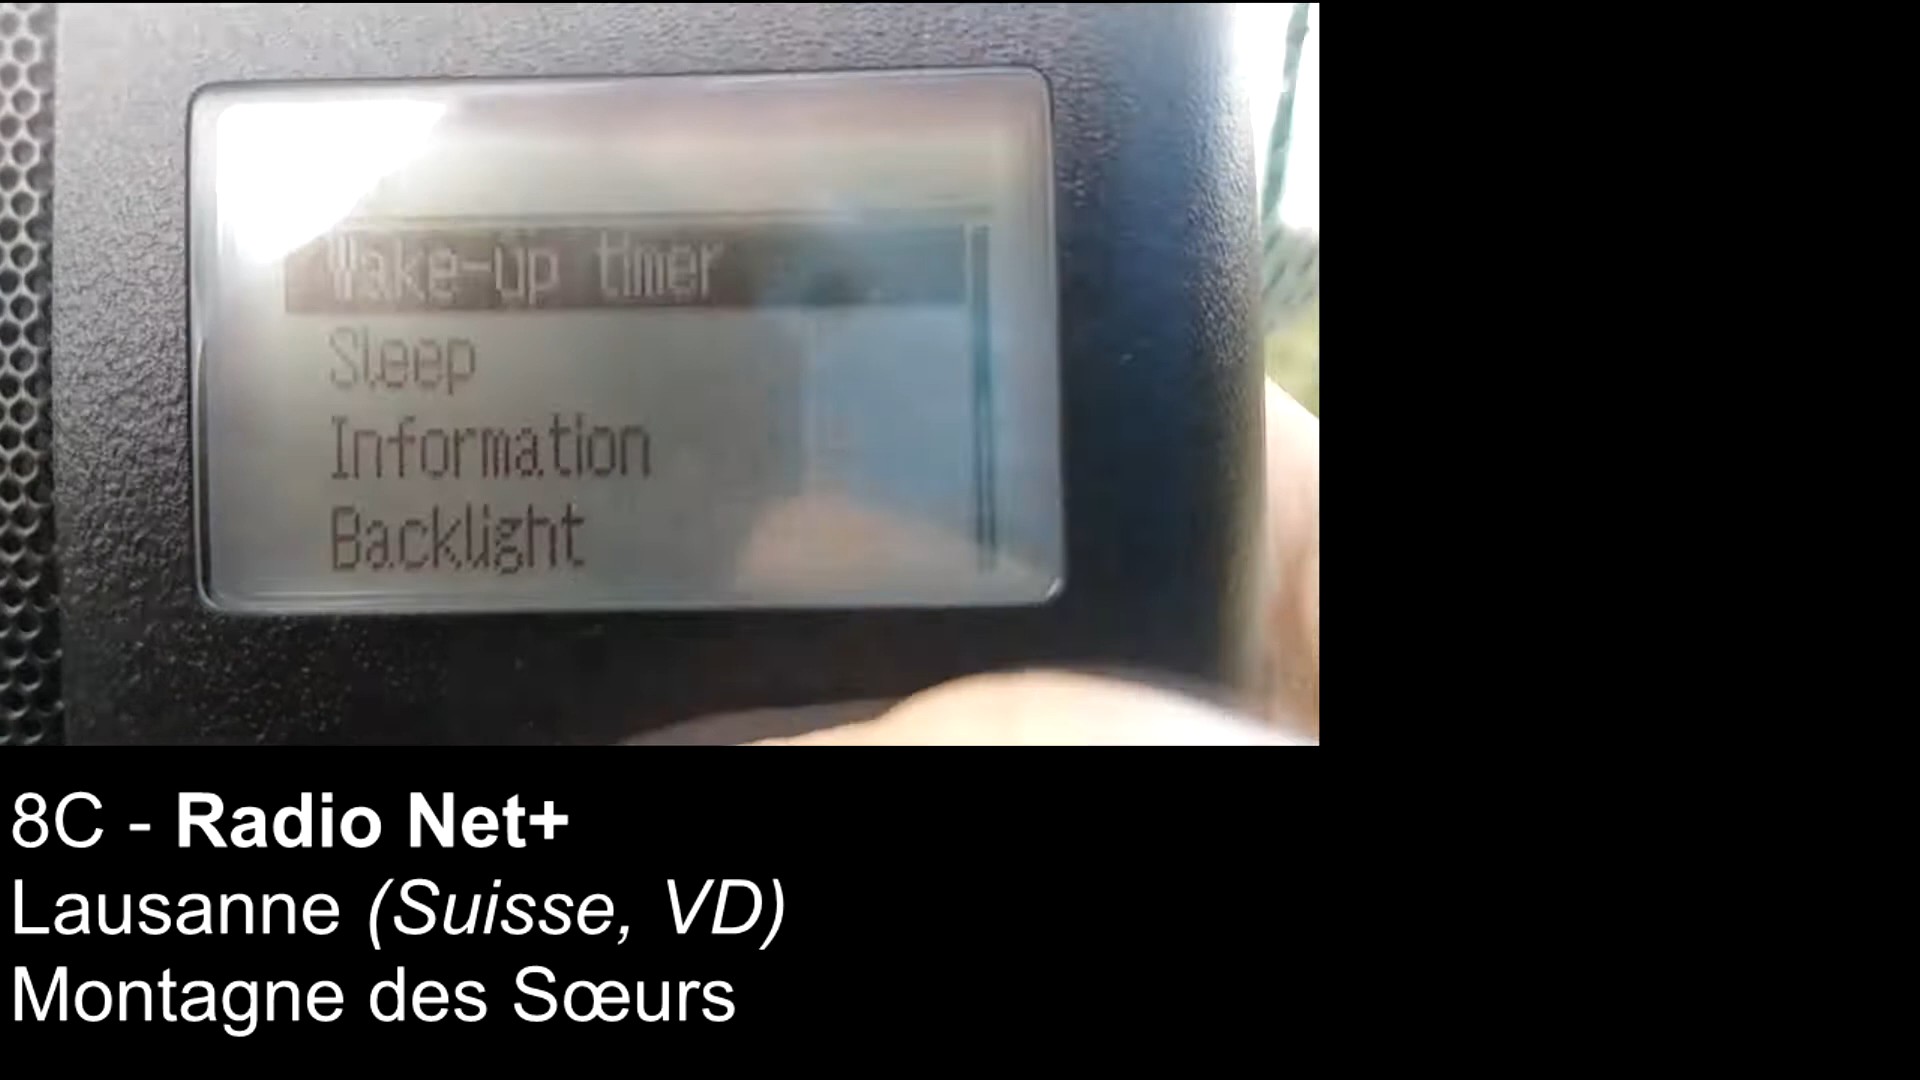 Wake-up timer
Sleep
Information
Backlight
8C - Radio Net+
Lausanne (Suisse, VD)
Montagne des Sœurs